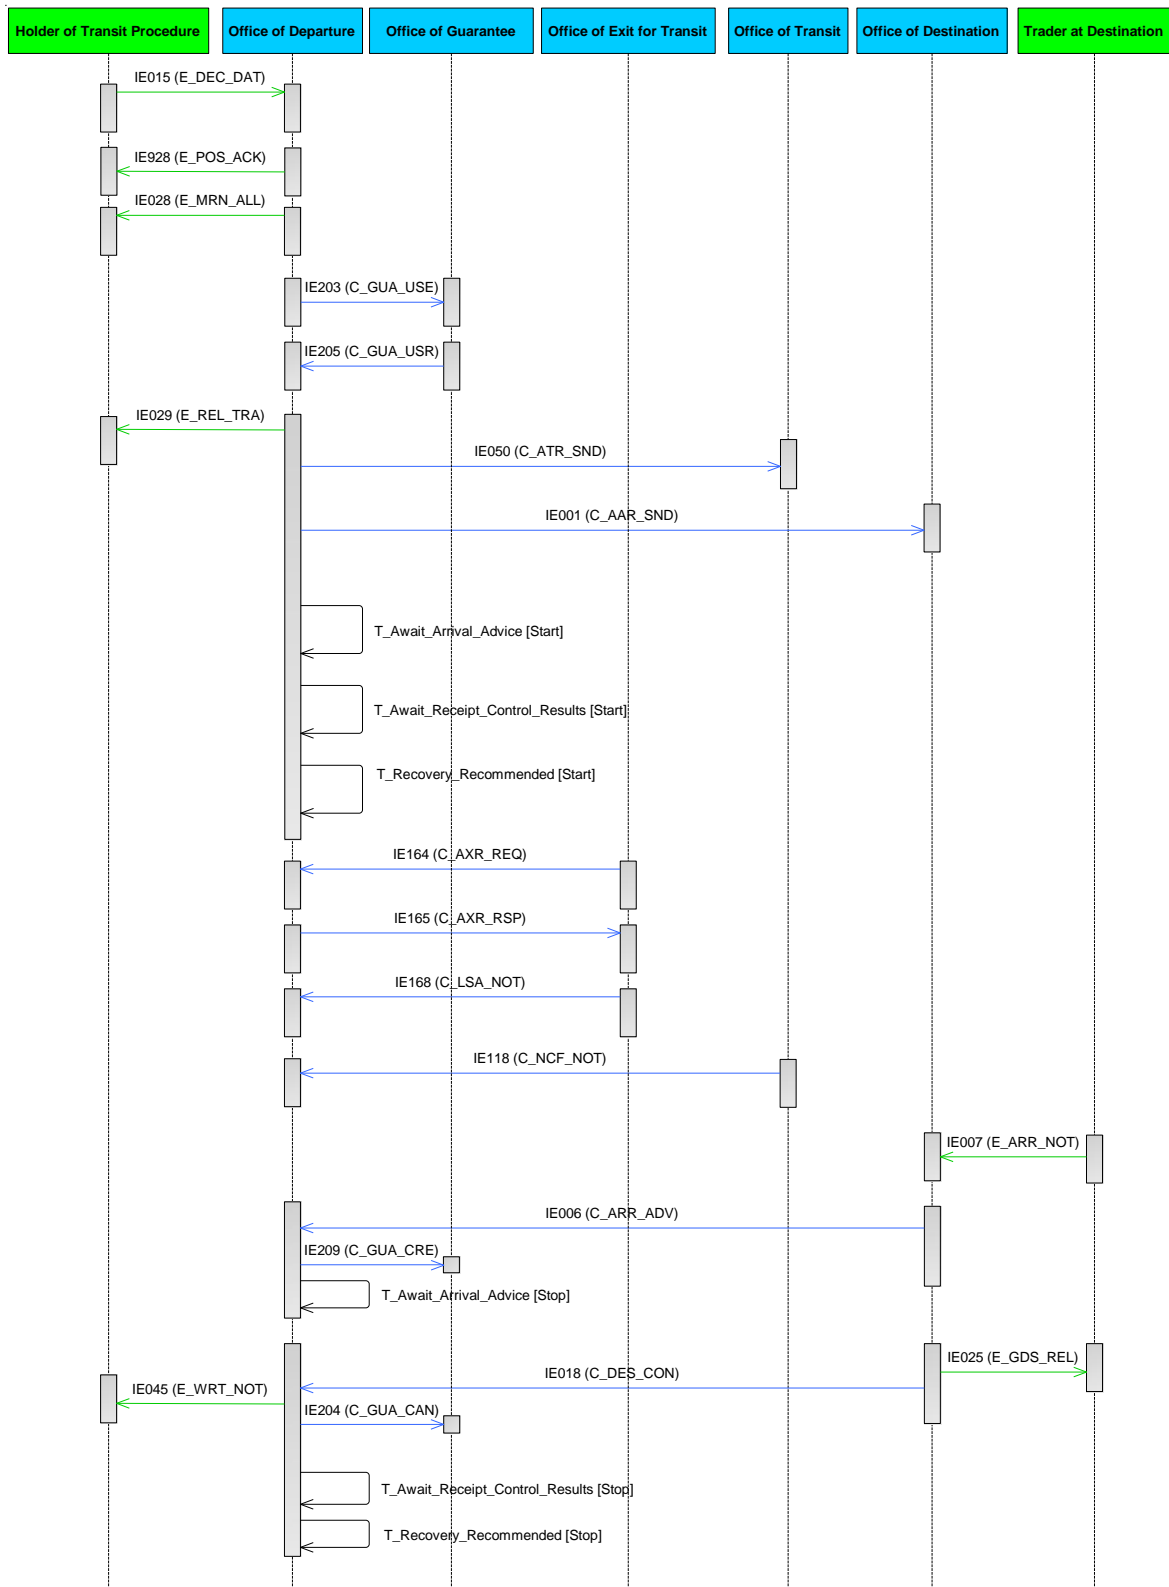 Holder of Transit Procedure
Office of Departure
Office of Guarantee
Office of Exit for Transit
Office of Transit
Office of Destination
Trader at Destination
IE015 (E_DEC_DAT)
IE928 (E_POS_ACK)
IE028 (E_MRN_ALL)
IE203 (C_GUA_USE)
IE205 (C_GUA_USR)
IE029 (E_REL_TRA)
IE050 (C_ATR_SND)
IE001 (C_AAR_SND)
T_Await_Arrival_Advice [Start]
T_Await_Receipt_Control_Results [Start]
T_Recovery_Recommended [Start]
IE164 (C_AXR_REQ)
IE165 (C_AXR_RSP)
IE168 (C_LSA_NOT)
IE118 (C_NCF_NOT)
IE007 (E_ARR_NOT)
IE006 (C_ARR_ADV)
IE209 (C_GUA_CRE)
T_Await_Arrival_Advice [Stop]
IE025 (E_GDS_REL)
IE018 (C_DES_CON)
IE045 (E_WRT_NOT)
IE204 (C_GUA_CAN)
T_Await_Receipt_Control_Results [Stop]
T_Recovery_Recommended [Stop]